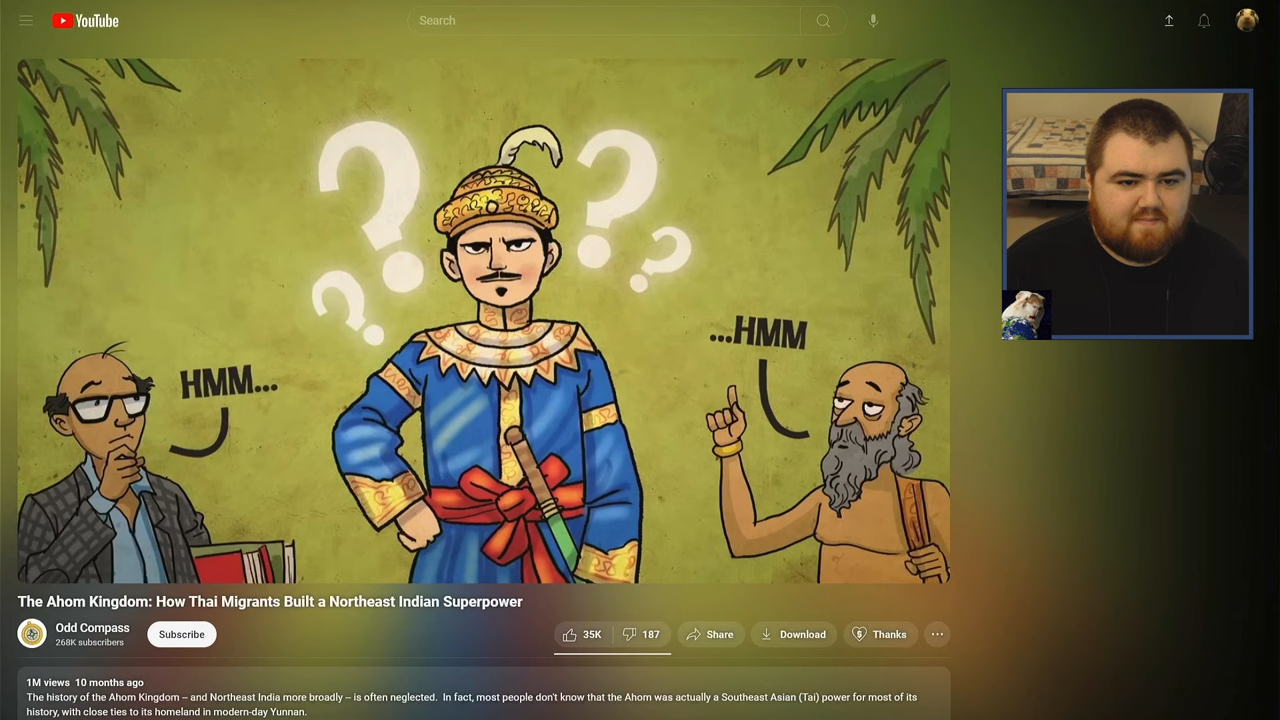 YouTube
Search
HMM...
...HMM
The Ahom Kingdom: How Thai Migrants Built a Northeast Indian Superpower
Odd Compass
268K subscribers
Subscribe
35K
187
Share
Download
Thanks
1M views 10 months ago
The history of the Ahom Kingdom – and Northeast India more broadly – is often neglected. In fact, most people don't know that the Ahom was actually a Southeast Asian (Tai) power for most of its
history, with close ties to its homeland in modern-day Yunnan.